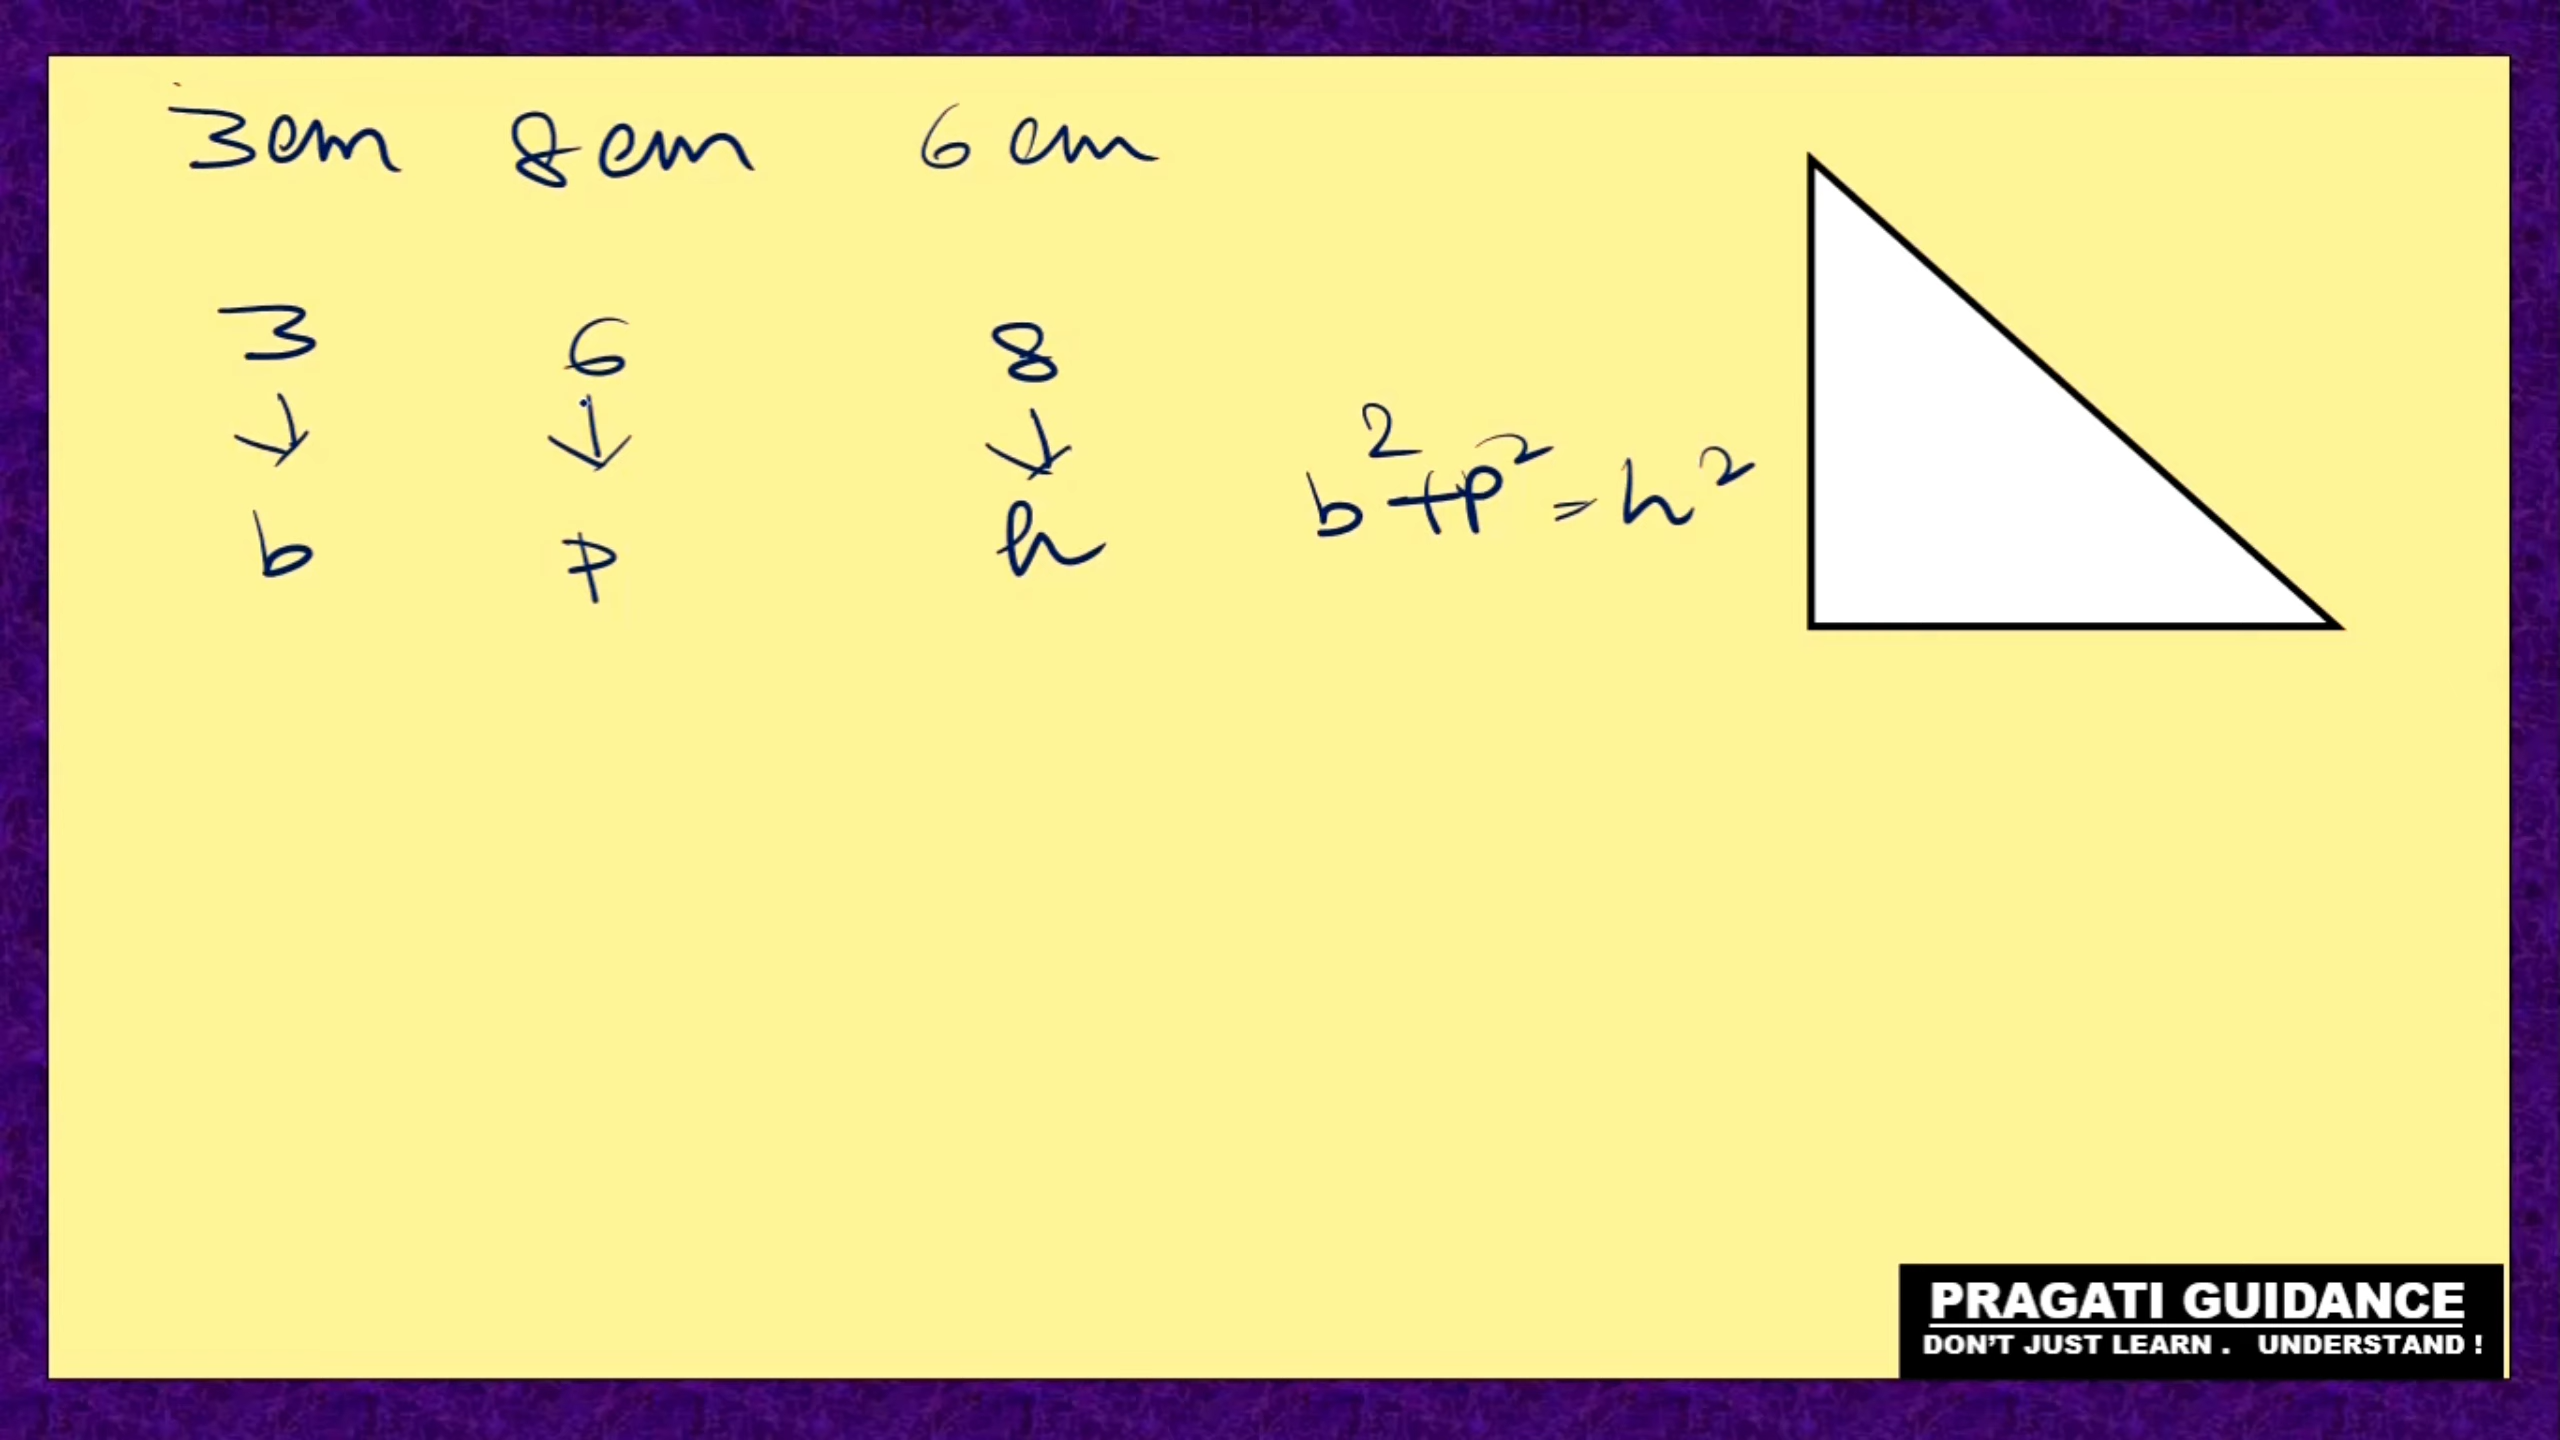 3cm 8cm 6cm
3 6 8
↓ ↓ ↓
b p h
b²+p² = h²
PRAGATI GUIDANCE
DON'T JUST LEARN . UNDERSTAND !